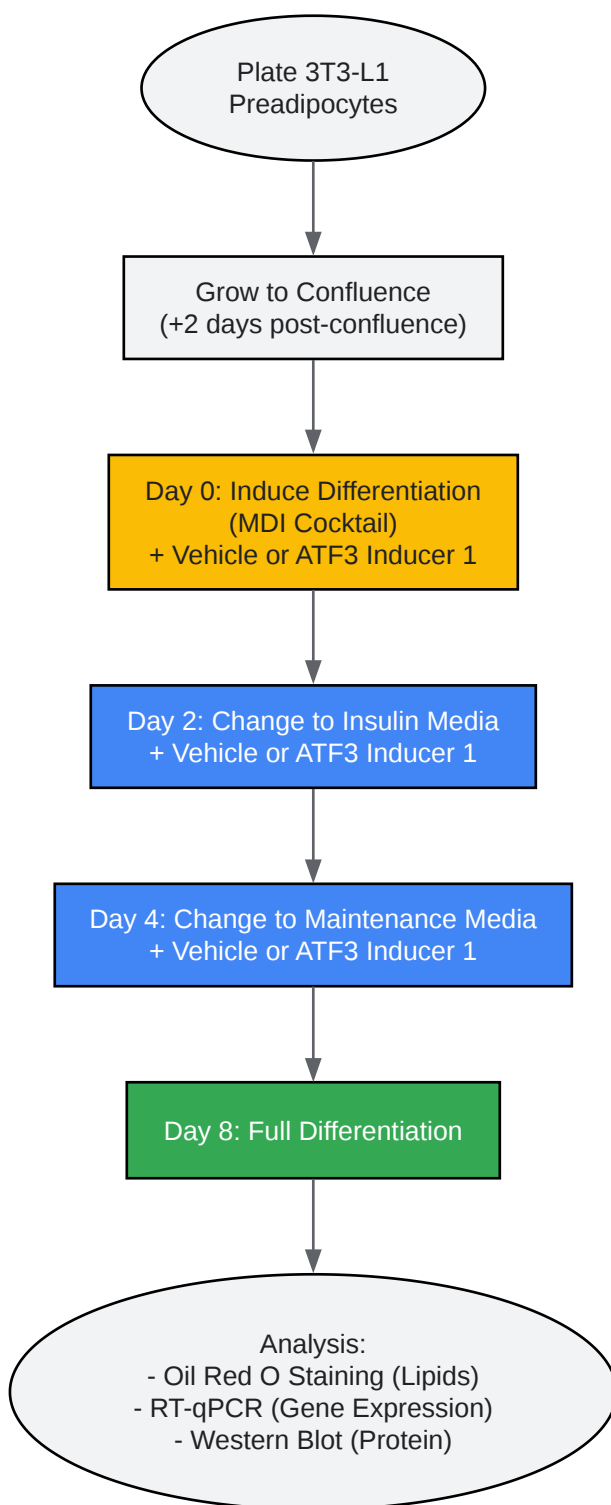 Plate 3T3-L1
Preadipocytes
Grow to Confluence
(+2 days post-confluence)
Day 0: Induce Differentiation
(MDI Cocktail)
+ Vehicle or ATF3 Inducer 1
Day 2: Change to Insulin Media
+ Vehicle or ATF3 Inducer 1
Day 4: Change to Maintenance Media
+ Vehicle or ATF3 Inducer 1
Day 8: Full Differentiation
Analysis:
- Oil Red O Staining (Lipids)
- RT-qPCR (Gene Expression)
- Western Blot (Protein)